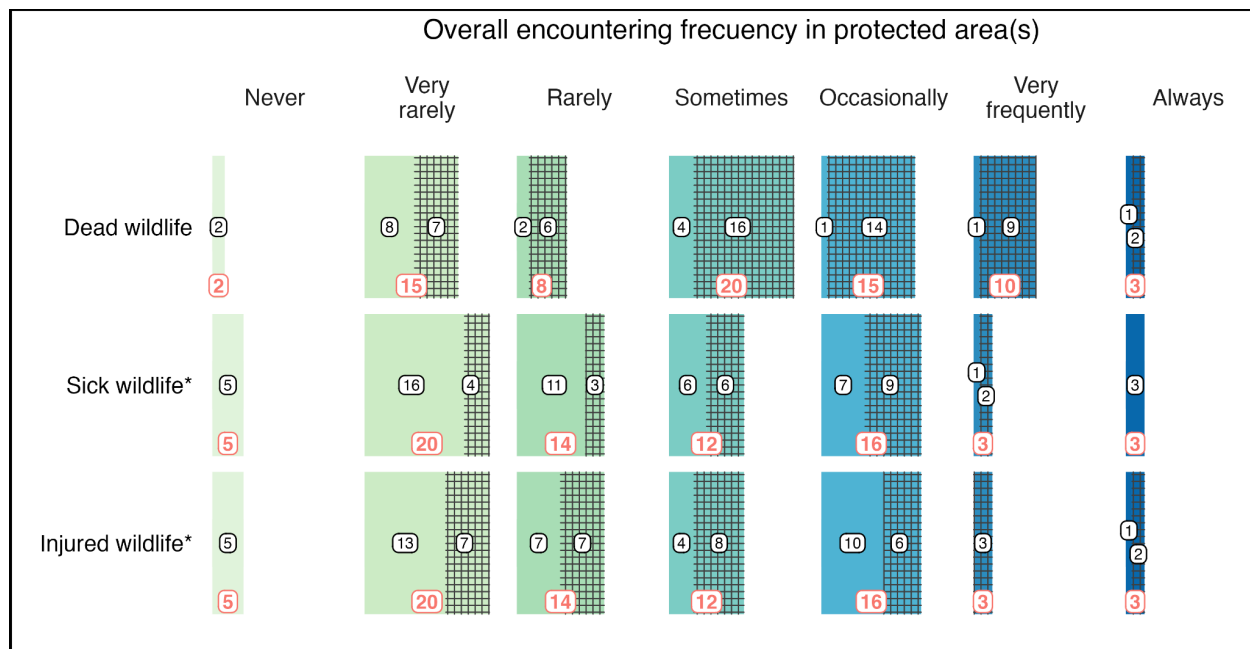 Overall encountering frecuency in protected area(s)
Never
Very
rarely
Rarely
Sometimes
Occasionally
Very
frequently
Always
Dead wildlife
2
8 7
2 6
4 16
1 14
1 9
1
2
2 15 8 20 15 10 3
Sick wildlife*
5
16 4
11 3
6 6
7 9
1
2
3
5 20 14 12 16 3 3
Injured wildlife*
5
13 7
7 7
4 8
10 6
3
1
2
5 20 14 12 16 3 3